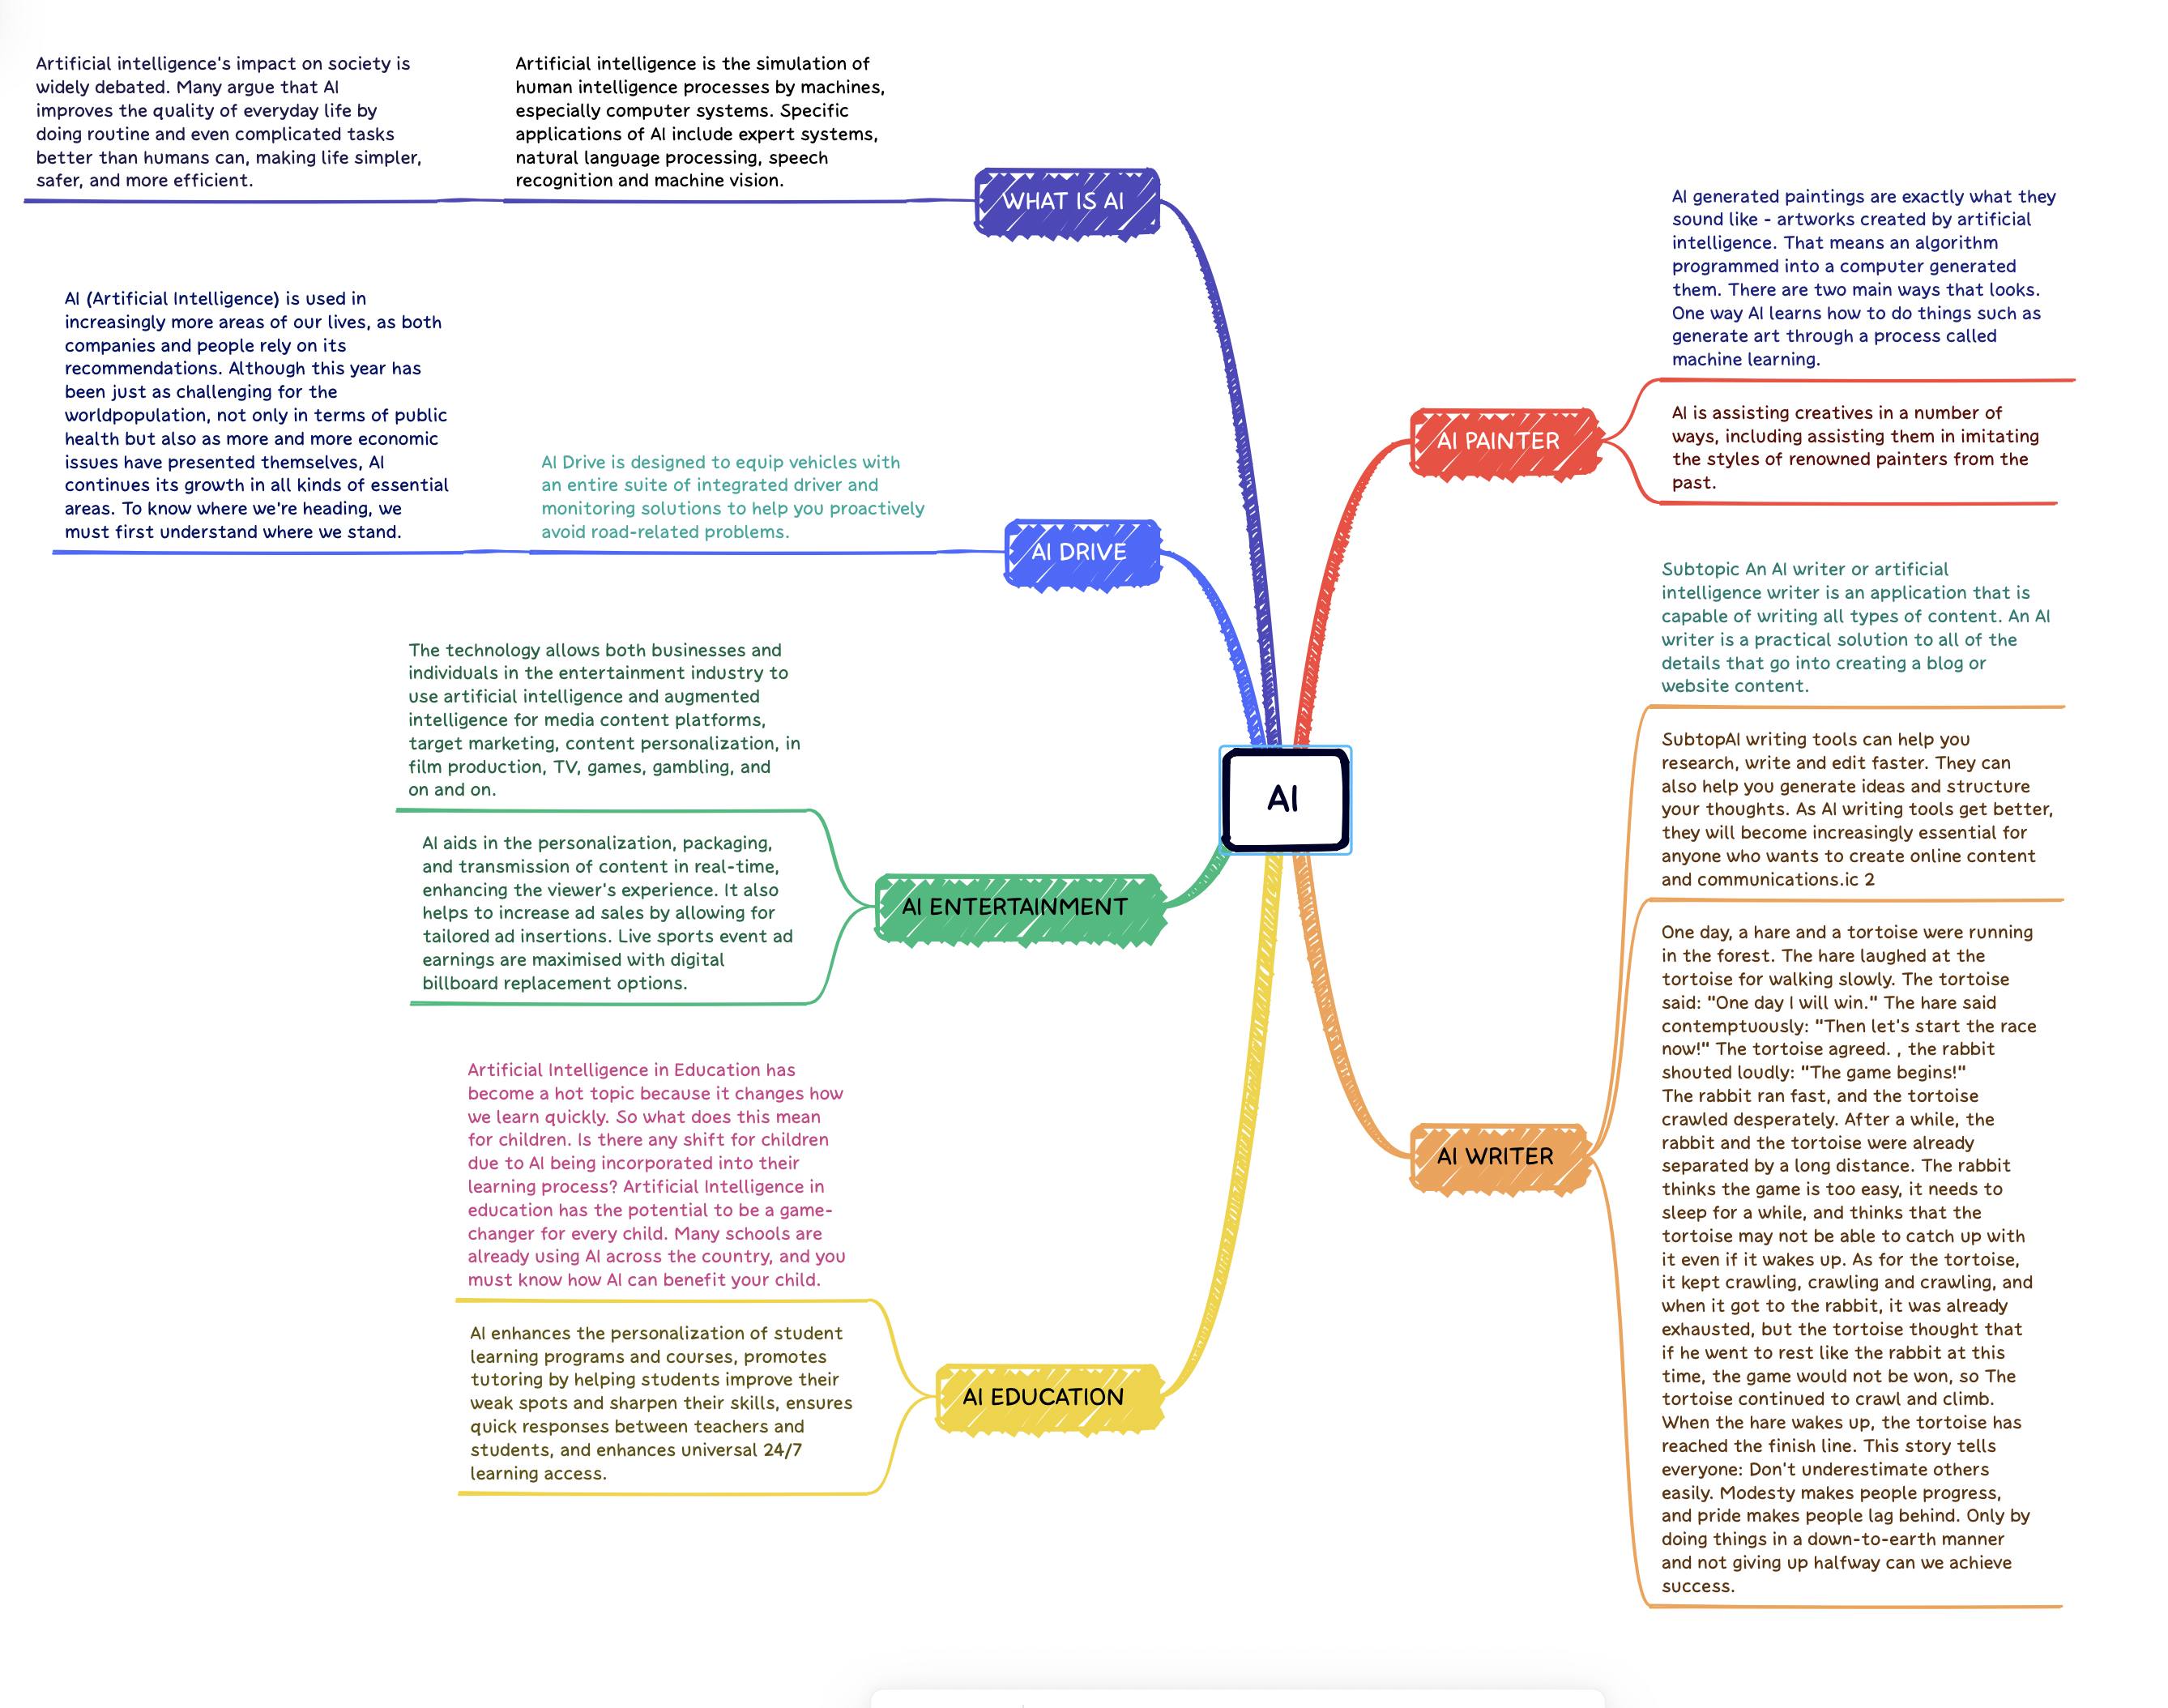 Artificial intelligence's impact on society is
widely debated. Many argue that AI
improves the quality of everyday life by
doing routine and even complicated tasks
better than humans can, making life simpler,
safer, and more efficient.
Artificial intelligence is the simulation of
human intelligence processes by machines,
especially computer systems. Specific
applications of AI include expert systems,
natural language processing, speech
recognition and machine vision.
WHAT IS AI
AI (Artificial Intelligence) is used in
increasingly more areas of our lives, as both
companies and people rely on its
recommendations. Although this year has
been just as challenging for the
worldpopulation, not only in terms of public
health but also as more and more economic
issues have presented themselves, AI
continues its growth in all kinds of essential
areas. To know where we're heading, we
must first understand where we stand.
AI Drive is designed to equip vehicles with
an entire suite of integrated driver and
monitoring solutions to help you proactively
avoid road-related problems.
AI DRIVE
The technology allows both businesses and
individuals in the entertainment industry to
use artificial intelligence and augmented
intelligence for media content platforms,
target marketing, content personalization, in
film production, TV, games, gambling, and
on and on.
AI aids in the personalization, packaging,
and transmission of content in real-time,
enhancing the viewer's experience. It also
helps to increase ad sales by allowing for
tailored ad insertions. Live sports event ad
earnings are maximised with digital
billboard replacement options.
AI ENTERTAINMENT
Artificial Intelligence in Education has
become a hot topic because it changes how
we learn quickly. So what does this mean
for children. Is there any shift for children
due to AI being incorporated into their
learning process? Artificial Intelligence in
education has the potential to be a game-
changer for every child. Many schools are
already using AI across the country, and you
must know how AI can benefit your child.
AI enhances the personalization of student
learning programs and courses, promotes
tutoring by helping students improve their
weak spots and sharpen their skills, ensures
quick responses between teachers and
students, and enhances universal 24/7
learning access.
AI EDUCATION
AI
AI generated paintings are exactly what they
sound like - artworks created by artificial
intelligence. That means an algorithm
programmed into a computer generated
them. There are two main ways that looks.
One way AI learns how to do things such as
generate art through a process called
machine learning.
AI is assisting creatives in a number of
ways, including assisting them in imitating
the styles of renowned painters from the
past.
AI PAINTER
Subtopic An AI writer or artificial
intelligence writer is an application that is
capable of writing all types of content. An AI
writer is a practical solution to all of the
details that go into creating a blog or
website content.
SubtopAI writing tools can help you
research, write and edit faster. They can
also help you generate ideas and structure
your thoughts. As AI writing tools get better,
they will become increasingly essential for
anyone who wants to create online content
and communications.ic 2
One day, a hare and a tortoise were running
in the forest. The hare laughed at the
tortoise for walking slowly. The tortoise
said: "One day I will win." The hare said
contemptuously: "Then let's start the race
now!" The tortoise agreed. , the rabbit
shouted loudly: "The game begins!"
The rabbit ran fast, and the tortoise
crawled desperately. After a while, the
rabbit and the tortoise were already
separated by a long distance. The rabbit
thinks the game is too easy, it needs to
sleep for a while, and thinks that the
tortoise may not be able to catch up with
it even if it wakes up. As for the tortoise,
it kept crawling, crawling and crawling, and
when it got to the rabbit, it was already
exhausted, but the tortoise thought that
if he went to rest like the rabbit at this
time, the game would not be won, so The
tortoise continued to crawl and climb.
When the hare wakes up, the tortoise has
reached the finish line. This story tells
everyone: Don't underestimate others
easily. Modesty makes people progress,
and pride makes people lag behind. Only by
doing things in a down-to-earth manner
and not giving up halfway can we achieve
success.
AI WRITER